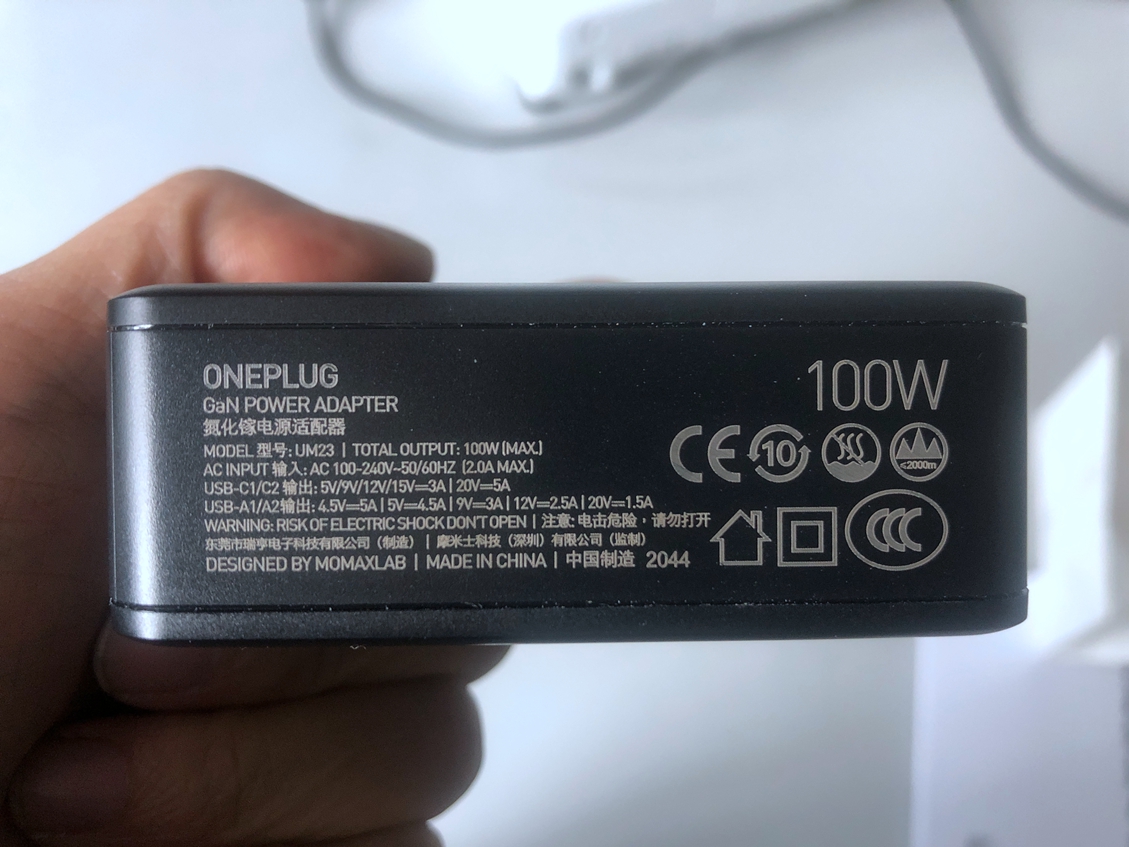 ONEPLUG
GaN POWER ADAPTER
氮化镓电源适配器
100W
MODEL 型号: UM23 | TOTAL OUTPUT: 100W (MAX.)
AC INPUT 输入: AC 100-240V~50/60HZ (2.0A MAX.)
USB-C1/C2 输出: 5V/9V/12V/15V⎓3A | 20V⎓5A
USB-A1/A2输出: 4.5V⎓5A | 5V⎓4.5A | 9V⎓3A | 12V⎓2.5A | 20V⎓1.5A
WARNING: RISK OF ELECTRIC SHOCK DON'T OPEN | 注意: 电击危险，请勿打开
东莞市瑞亨电子科技有限公司（制造） | 摩米士科技（深圳）有限公司（监制）
DESIGNED BY MOMAXLAB | MADE IN CHINA | 中国制造 2044
CE 10 ≤2000m
CCC